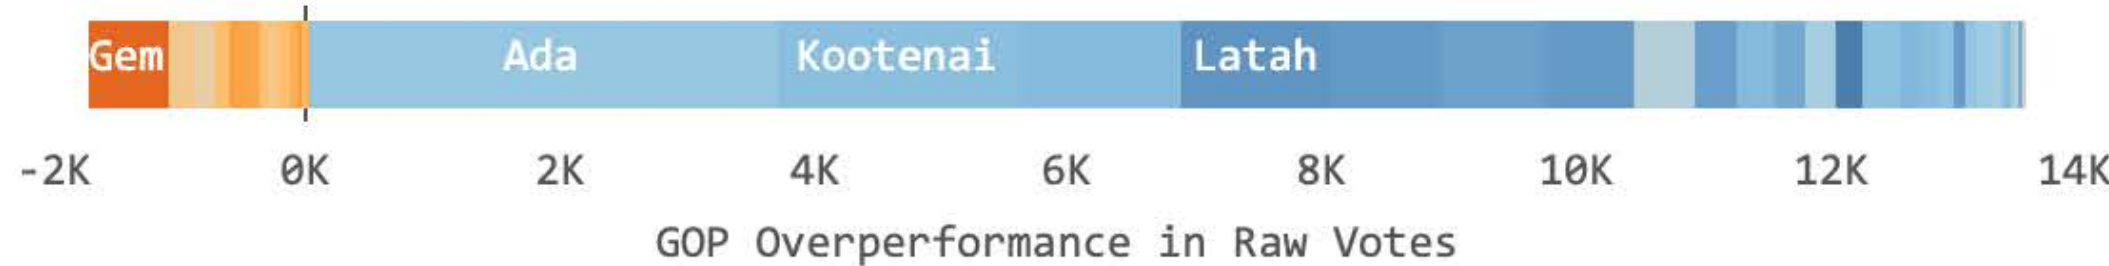 Gem Ada Kootenai Latah
-2K 0K 2K 4K 6K 8K 10K 12K 14K
GOP Overperformance in Raw Votes